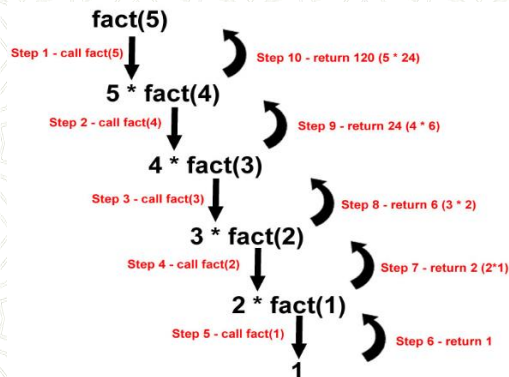 fact(5)
Step 1 - call fact(5)
Step 10 - return 120 (5 * 24)
5 * fact(4)
Step 2 - call fact(4)
Step 9 - return 24 (4 * 6)
4 * fact(3)
Step 3 - call fact(3)
Step 8 - return 6 (3 * 2)
3 * fact(2)
Step 4 - call fact(2)
Step 7 - return 2 (2*1)
2 * fact(1)
Step 5 - call fact(1)
Step 6 - return 1
1